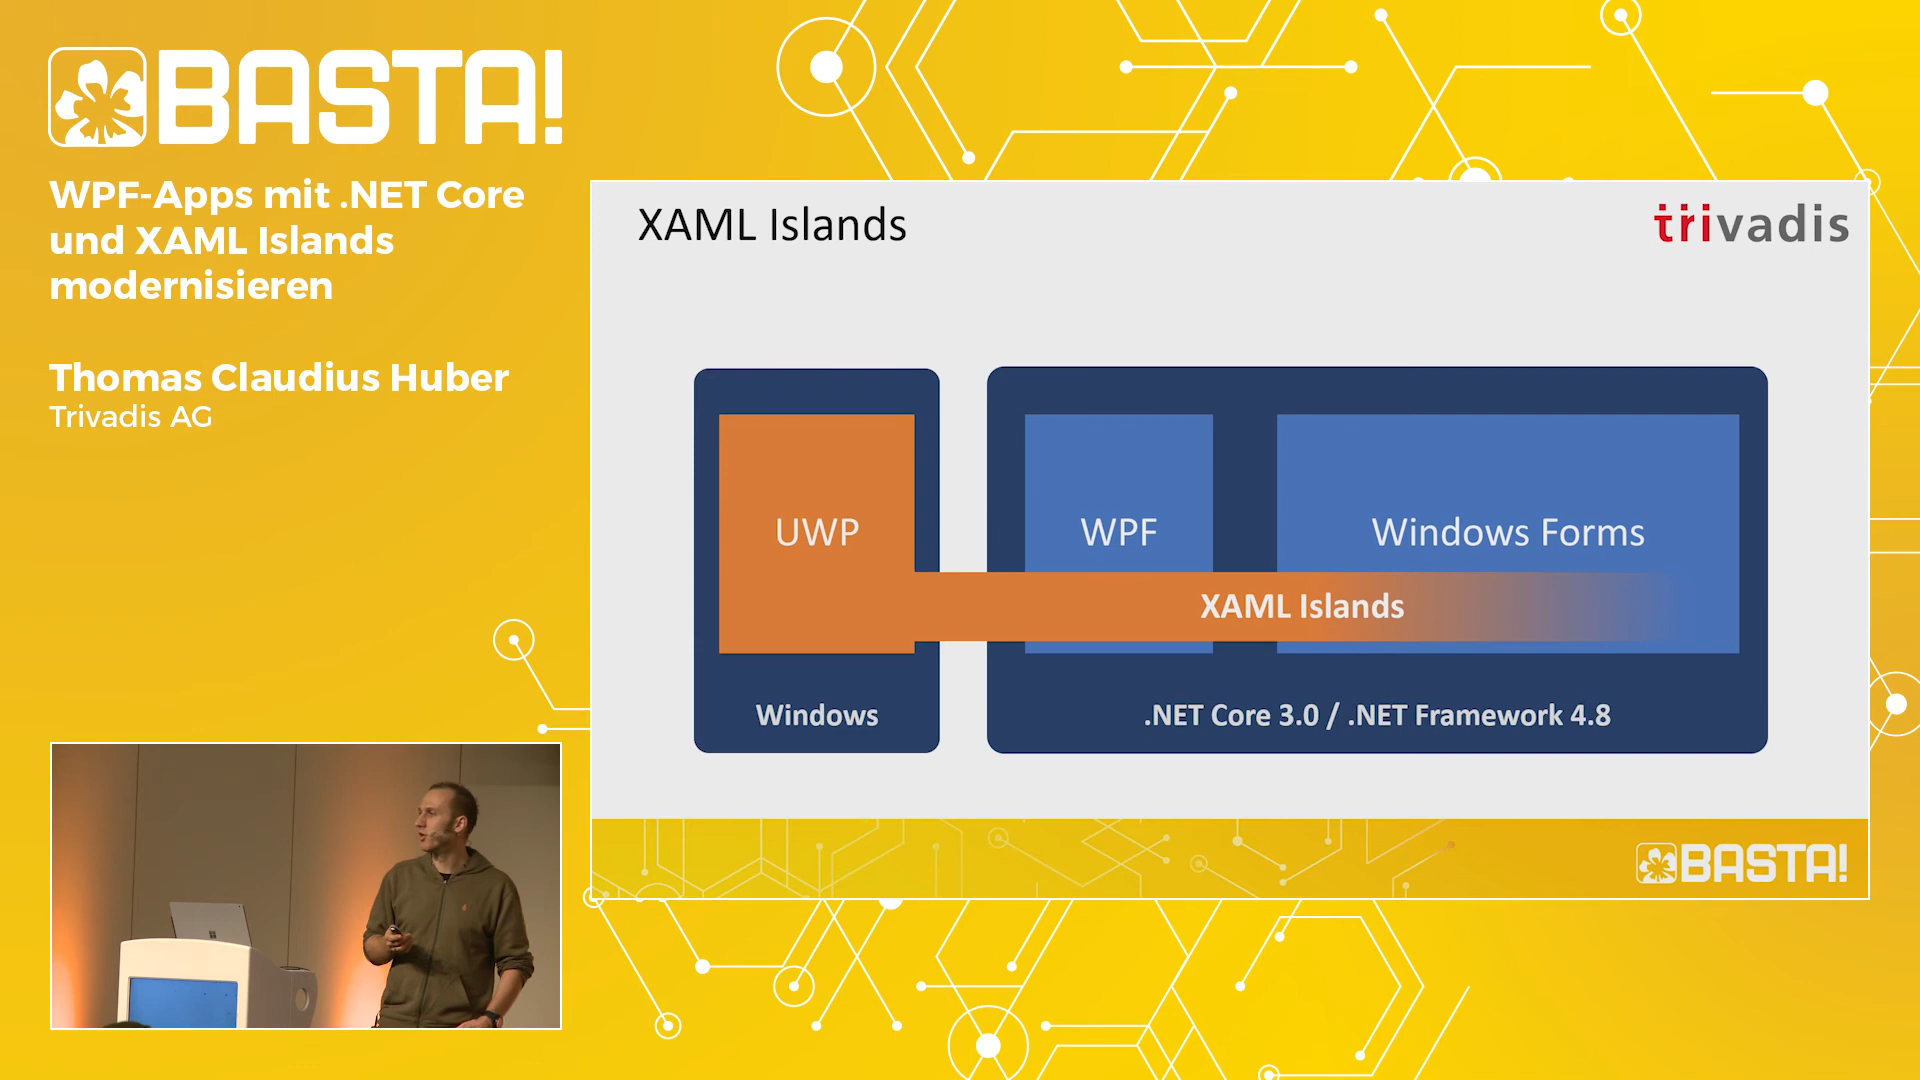 BASTA!
WPF-Apps mit .NET Core
und XAML Islands
modernisieren
Thomas Claudius Huber
Trivadis AG
XAML Islands
trivadis
UWP
WPF
Windows Forms
XAML Islands
Windows
.NET Core 3.0 / .NET Framework 4.8
BASTA!